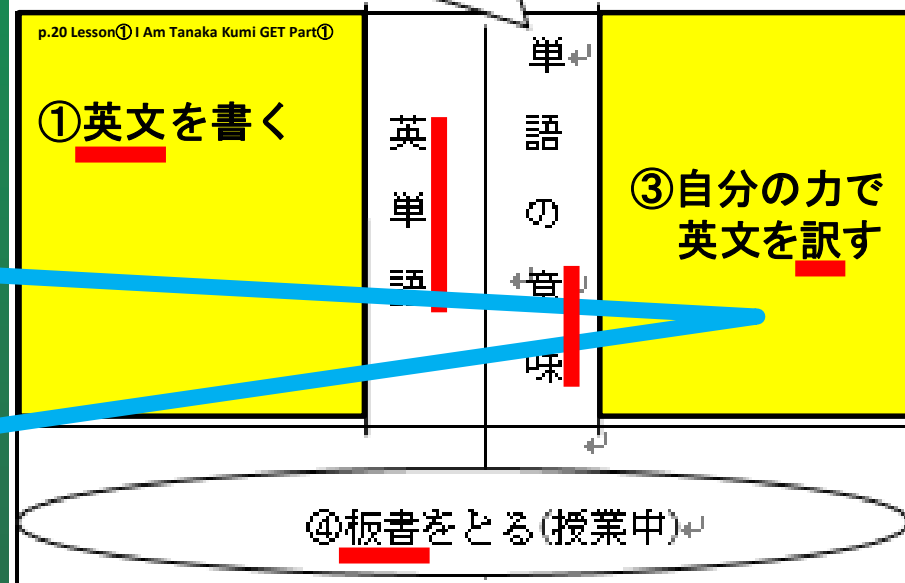 p.20 Lesson① I Am Tanaka Kumi GET Part①
①英文を書く
英単語
単語の意味
③自分の力で
英文を訳す
④板書をとる(授業中)